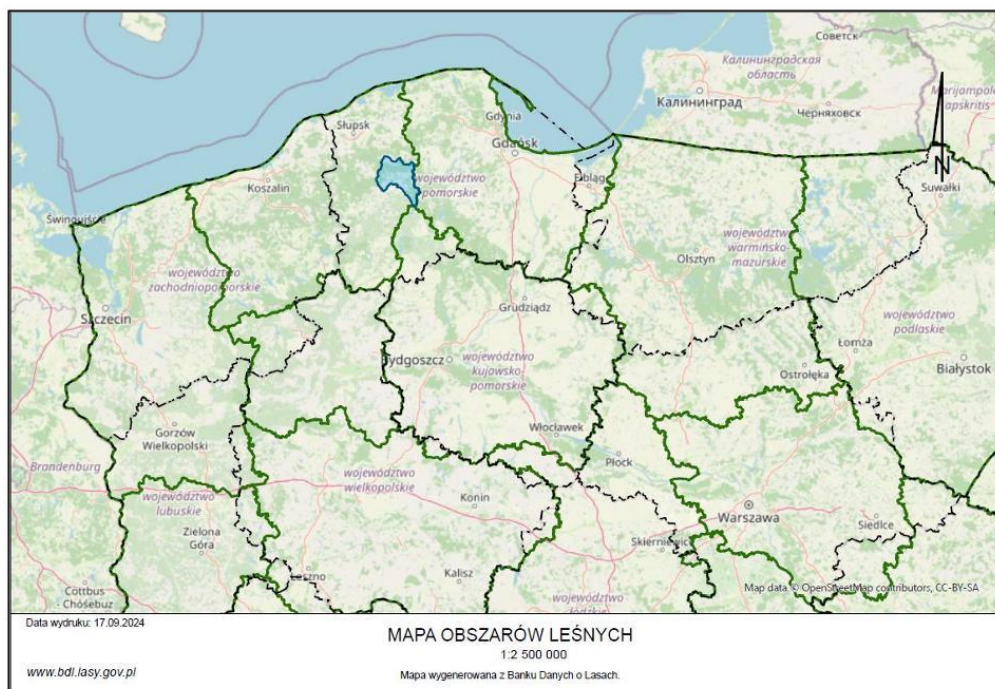 Советск
Калининградская
область
Marijampolės
apskritis
Калининград
Черняховск
Gdynia
Słupsk
Gdańsk
Elbląg
Suwałki
województwo
pomorskie
Koszalin
Świnoujście
województwo
warmińsko-
mazurskie
Olsztyn
województwo
zachodniopomorskie
Szczecin
Grudziądz
województwo
podlaskie
Łomża
Bydgoszcz
województwo
kujawsko-
pomorskie
Białystok
Ostrołęka
Gorzów
Wielkopolski
Włocławek
Płock
Brandenburg
województwo
wielkopolskie
województwo
lubuskie
Konin
Warszawa
Siedlce
Zielona
Góra
Skierniewice
Leszno
Kalisz
Cottbus
- Chóśebuz
województwo
łódzkie
N
Map data © OpenStreetMap contributors, CC-BY-SA
Data wydruku: 17.09.2024
MAPA OBSZARÓW LEŚNYCH
1:2 500 000
www.bdl.lasy.gov.pl
Mapa wygenerowana z Banku Danych o Lasach.